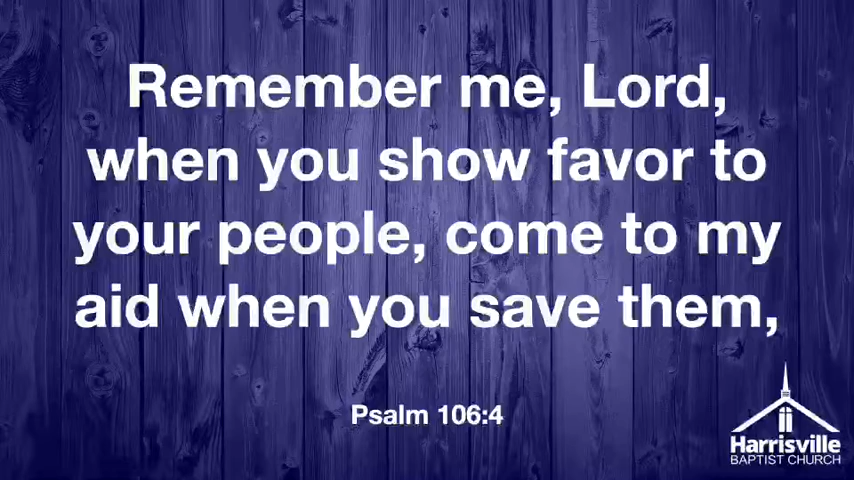 Remember me, Lord,
when you show favor to
your people, come to my
aid when you save them,
Psalm 106:4
Harrisville
BAPTIST CHURCH